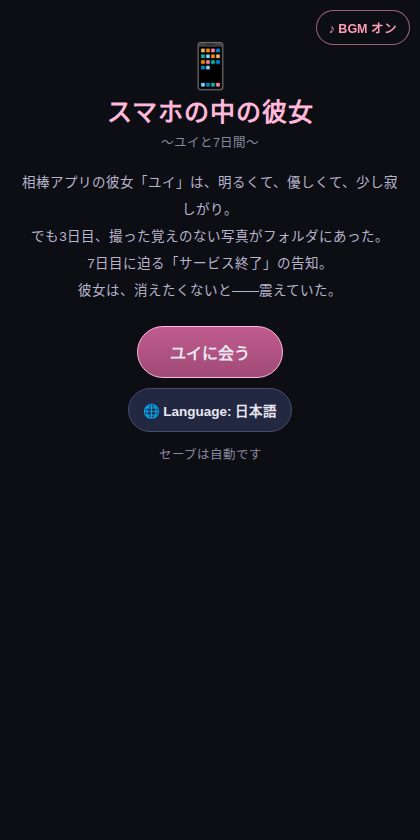 ♪ BGM オン
スマホの中の彼女
〜ユイと7日間〜
相棒アプリの彼女「ユイ」は、明るくて、優しくて、少し寂
しがり。
でも3日目、撮った覚えのない写真がフォルダにあった。
7日目に迫る「サービス終了」の告知。
彼女は、消えたくないと——震えていた。
ユイに会う
🌐 Language: 日本語
セーブは自動です